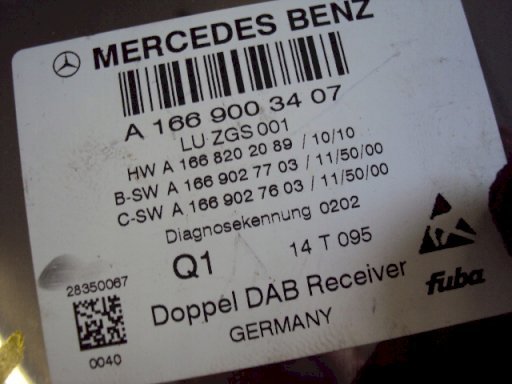 MERCEDES BENZ
A 166 900 34 07
LU ZGS 001
HW A 166 820 20 89 / 10/10
B-SW A 166 902 77 03 / 11/50/00
C-SW A 166 902 76 03 / 11/50/00
Diagnosekennung 0202
Q1 14 T 095
28350067
Doppel DAB Receiver
fuba
0040
GERMANY